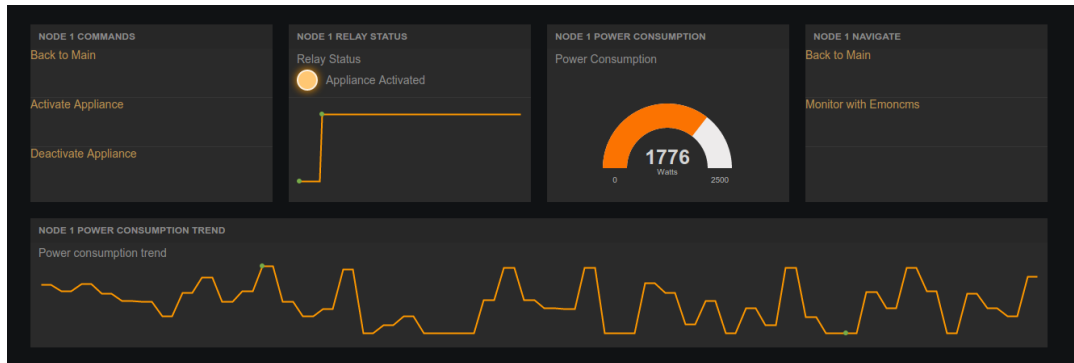 NODE 1 COMMANDS
Back to Main
Activate Appliance
Deactivate Appliance
NODE 1 RELAY STATUS
Relay Status
Appliance Activated
NODE 1 POWER CONSUMPTION
Power Consumption
1776
Watts
0
2500
NODE 1 NAVIGATE
Back to Main
Monitor with Emoncms
NODE 1 POWER CONSUMPTION TREND
Power consumption trend